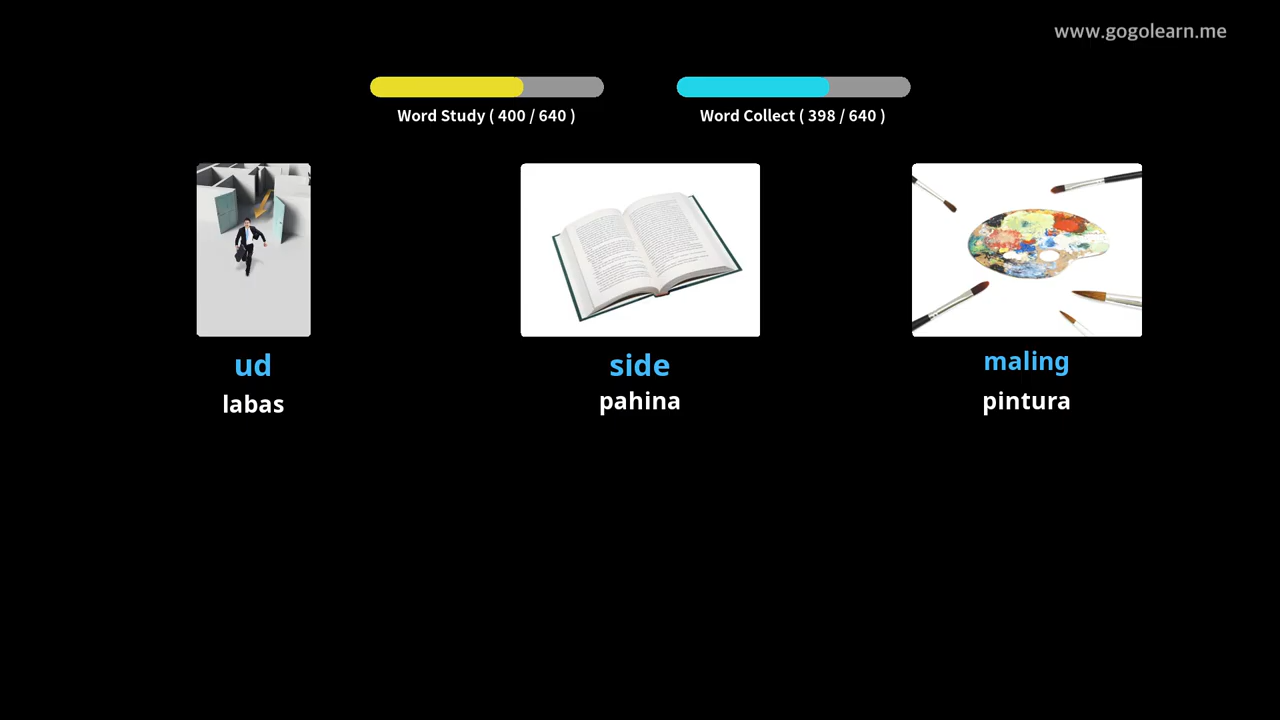 www.gogolearn.me
Word Study ( 400 / 640 )
Word Collect ( 398 / 640 )
ud
labas
side
pahina
maling
pintura